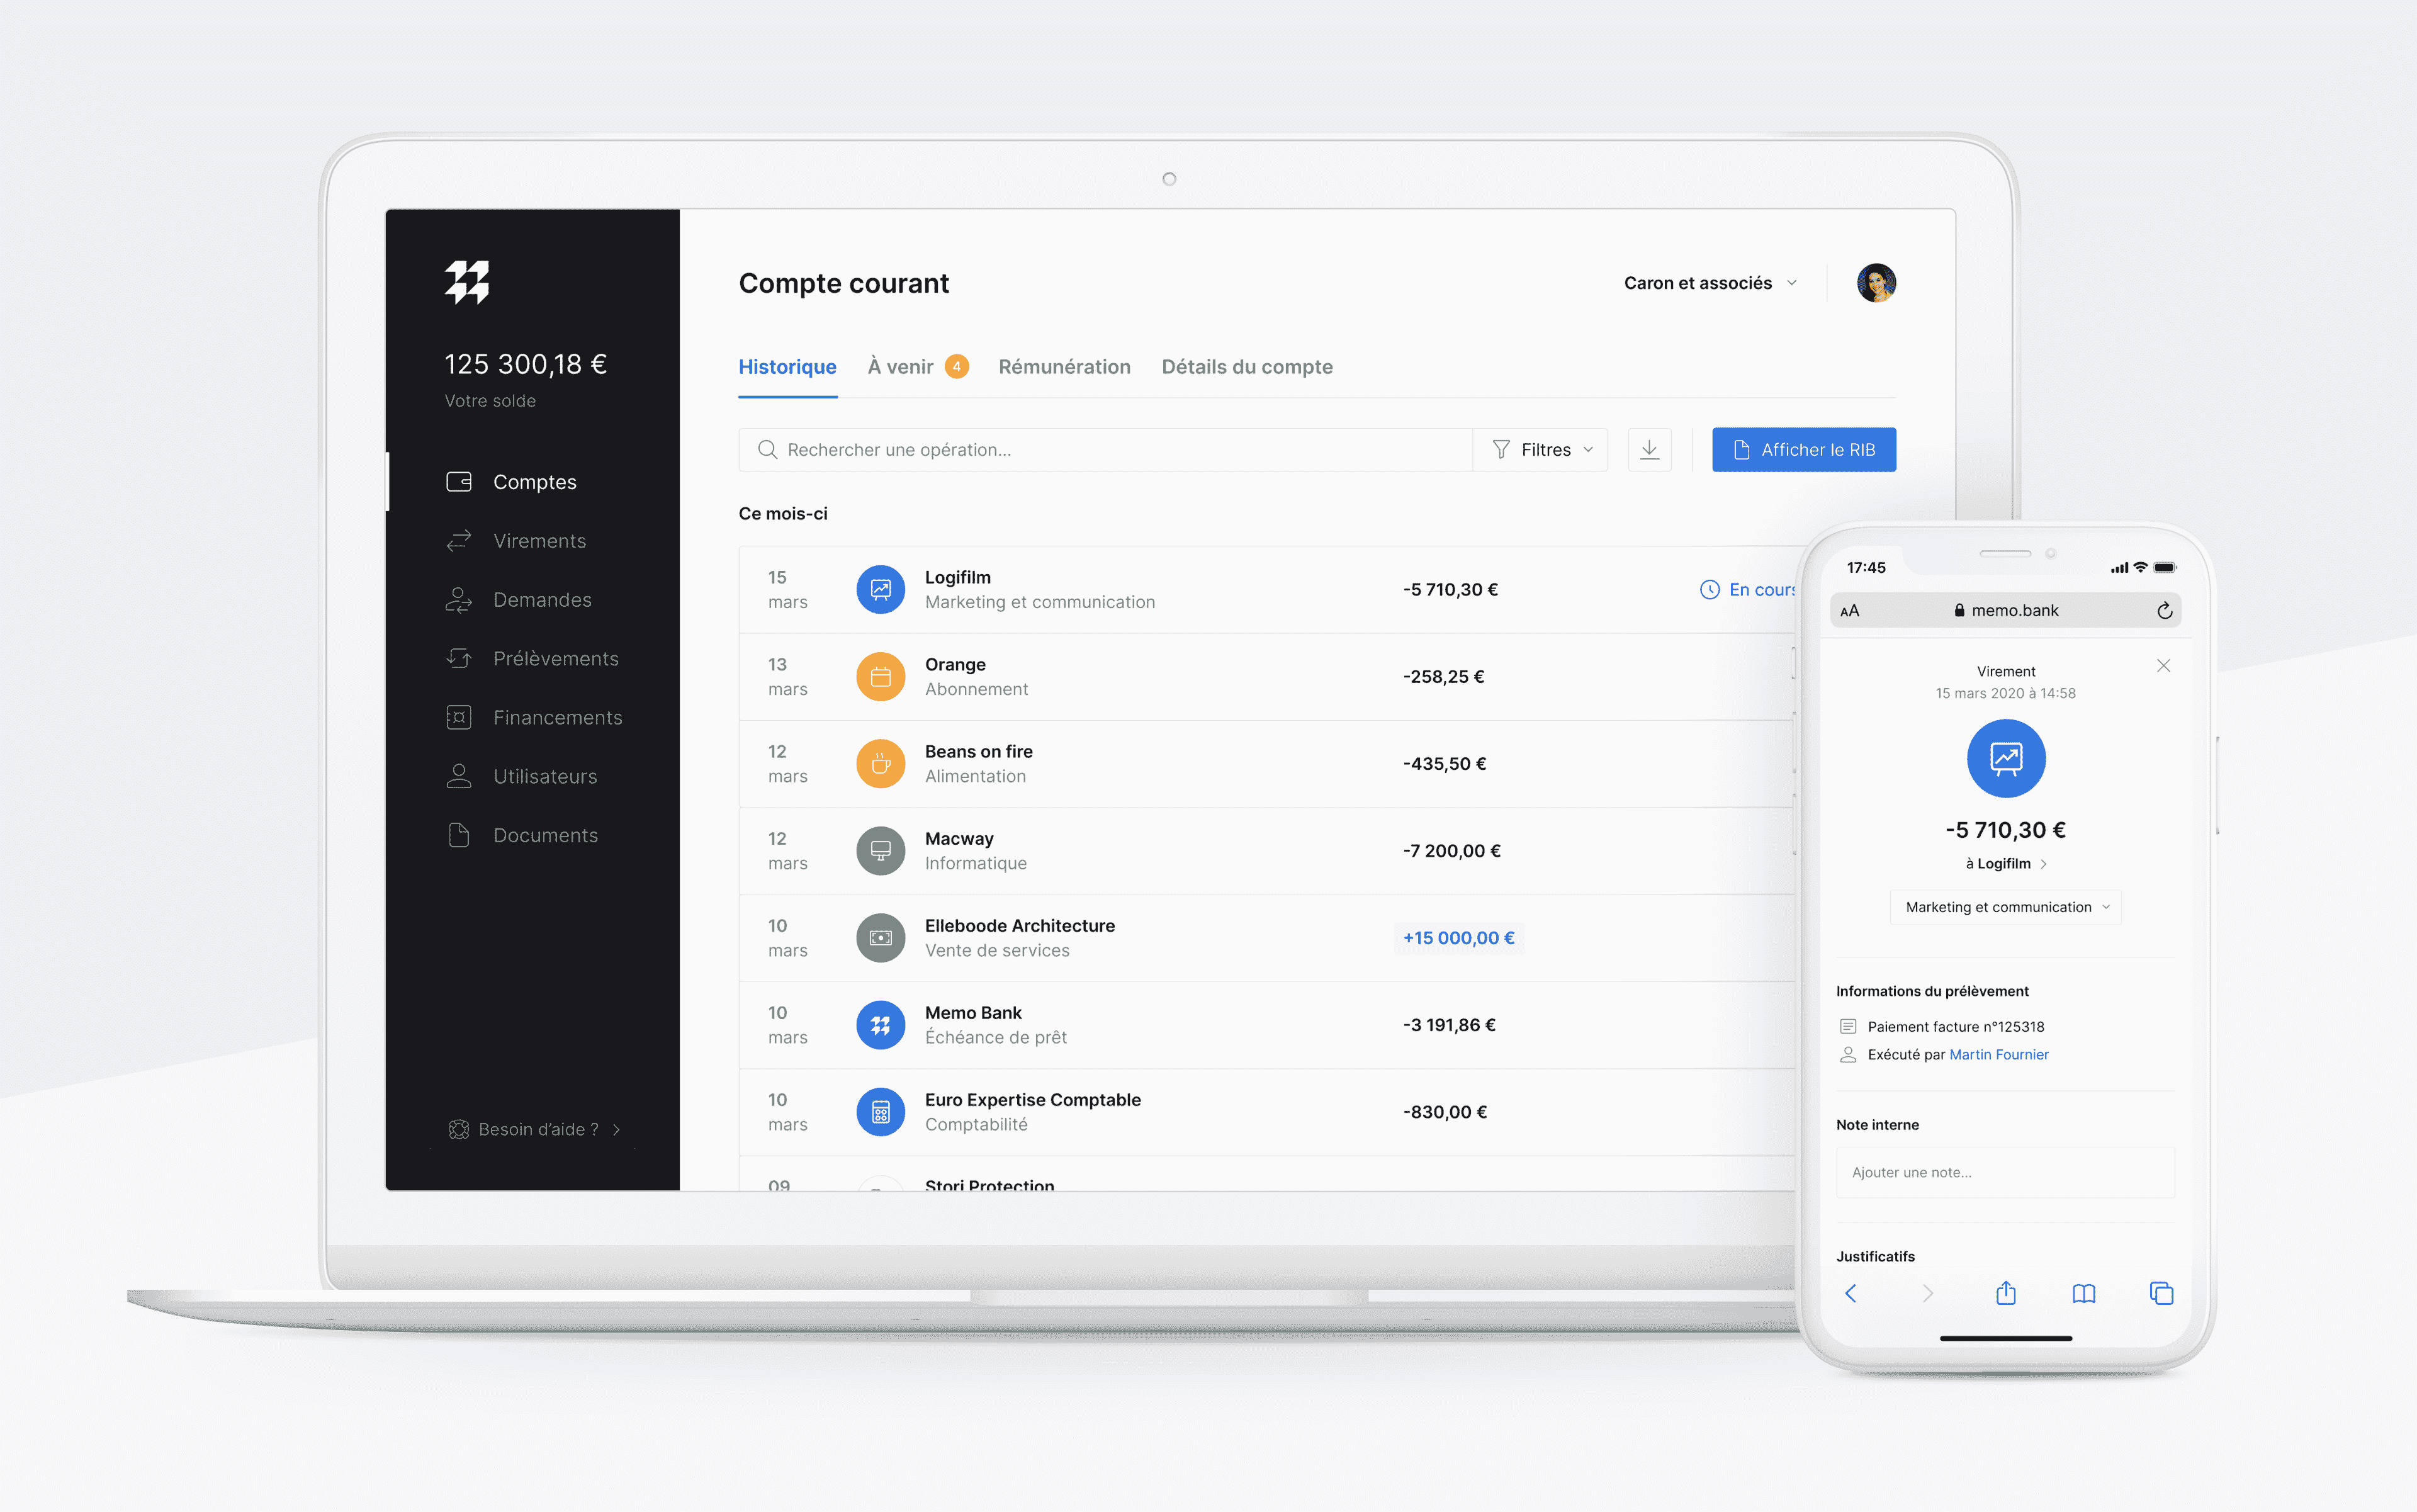 125 300,18 €
Votre solde
Comptes
Virements
Demandes
Prélèvements
Financements
Utilisateurs
Documents
Besoin d'aide ?
Compte courant
Caron et associés
Historique À venir 4 Rémunération Détails du compte
Rechercher une opération... Filtres Afficher le RIB
Ce mois-ci
15 mars
Logifilm
Marketing et communication
-5 710,30 €
En cours
13 mars
Orange
Abonnement
-258,25 €
12 mars
Beans on fire
Alimentation
-435,50 €
12 mars
Macway
Informatique
-7 200,00 €
10 mars
Elleboode Architecture
Vente de services
+15 000,00 €
10 mars
Memo Bank
Échéance de prêt
-3 191,86 €
10 mars
Euro Expertise Comptable
Comptabilité
-830,00 €
09
Stori Protection
17:45
AA memo.bank
Virement
15 mars 2020 à 14:58
-5 710,30 €
à Logifilm
Marketing et communication
Informations du prélèvement
Paiement facture n°125318
Exécuté par Martin Fournier
Note interne
Ajouter une note...
Justificatifs